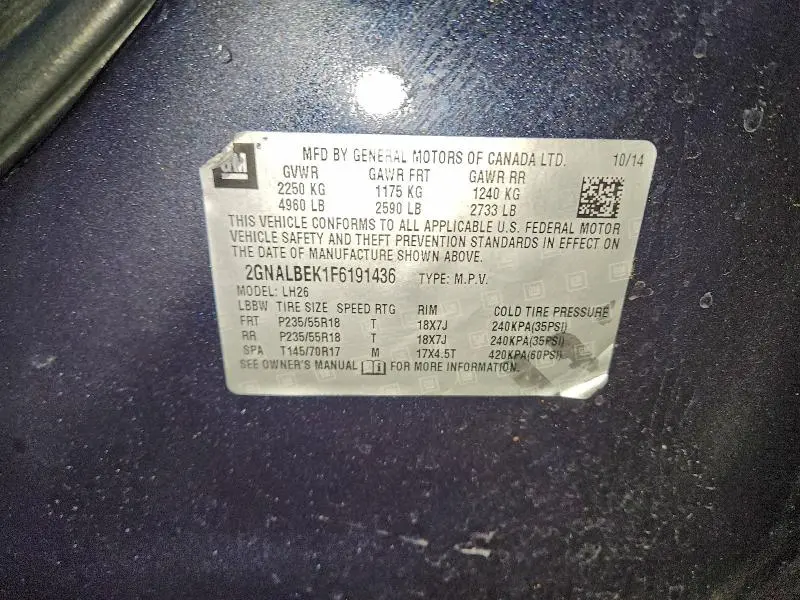 GM MFD BY GENERAL MOTORS OF CANADA LTD. 10/14
GVWR GAWR FRT GAWR RR
2250 KG 1175 KG 1240 KG
4960 LB 2590 LB 2733 LB
THIS VEHICLE CONFORMS TO ALL APPLICABLE U.S. FEDERAL MOTOR
VEHICLE SAFETY AND THEFT PREVENTION STANDARDS IN EFFECT ON
THE DATE OF MANUFACTURE SHOWN ABOVE.
2GNALBEK1F6191436 TYPE: M.P.V.
MODEL: LH26
LBBW TIRE SIZE SPEED RTG RIM COLD TIRE PRESSURE
FRT P235/55R18 T 18X7J 240KPA(35PSI)
RR P235/55R18 T 18X7J 240KPA(35PSI)
SPA T145/70R17 M 17X4.5T 420KPA(60PSI)
SEE OWNER'S MANUAL FOR MORE INFORMATION.